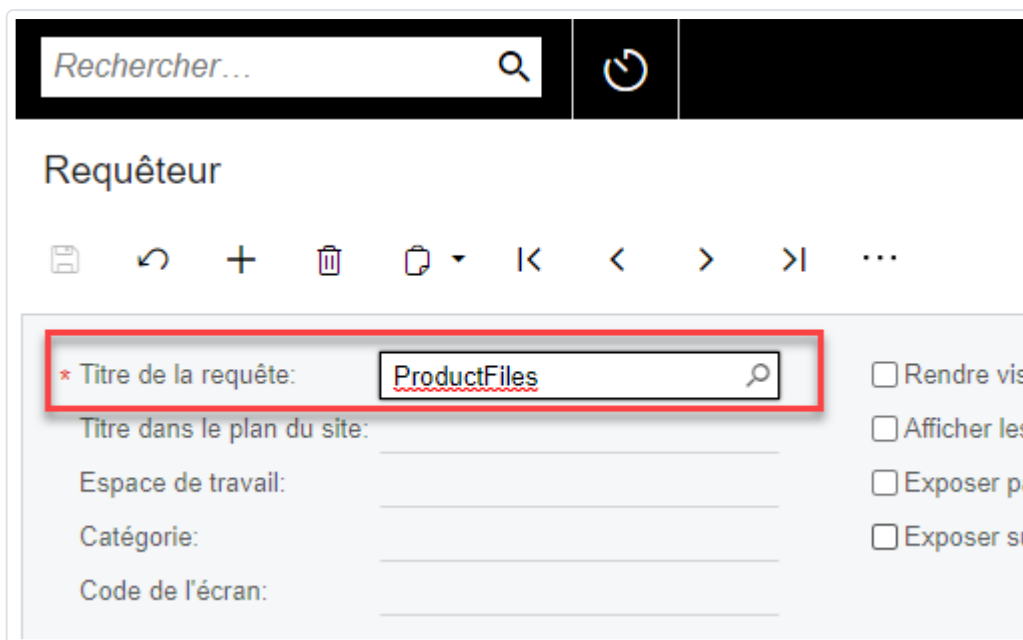 Rechercher...
Requêteur
* Titre de la requête: ProductFiles
Rendre vis
Titre dans le plan du site:
Afficher les
Espace de travail:
Exposer pa
Catégorie:
Exposer su
Code de l'écran: